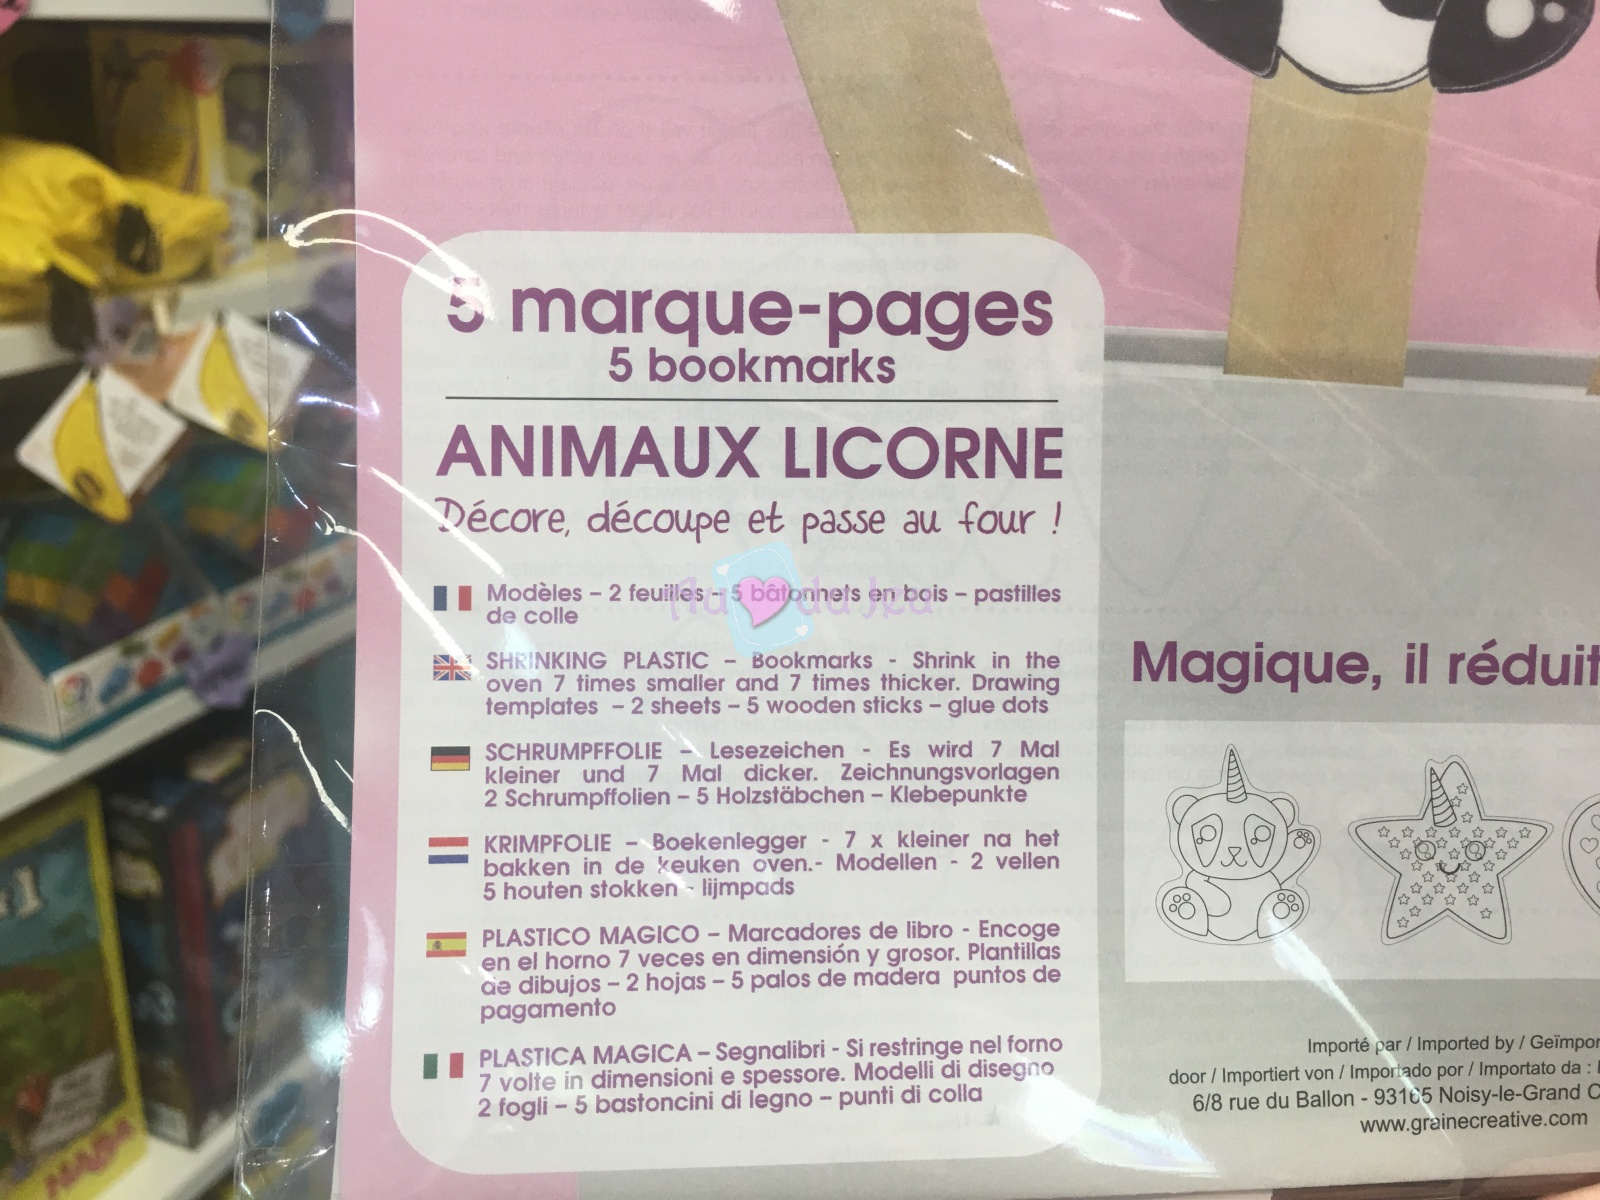 5 marque-pages
5 bookmarks
ANIMAUX LICORNE
Décore, découpe et passe au four !
Modèles – 2 feuilles – 5 bâtonnets en bois – pastilles
de colle
SHRINKING PLASTIC – Bookmarks - Shrink in the
oven 7 times smaller and 7 times thicker. Drawing
templates – 2 sheets – 5 wooden sticks – glue dots
SCHRUMPFFOLIE – Lesezeichen - Es wird 7 Mal
kleiner und 7 Mal dicker. Zeichnungsvorlagen
2 Schrumpffolien – 5 Holzstäbchen – Klebepunkte
KRIMPFOLIE – Boekenlegger - 7 x kleiner na het
bakken in de keuken oven.- Modellen - 2 vellen
5 houten stokken - lijmpads
PLASTICO MAGICO – Marcadores de libro - Encoge
en el horno 7 veces en dimensión y grosor. Plantillas
de dibujos – 2 hojas – 5 palos de madera puntos de
pagamento
PLASTICA MAGICA – Segnalibri - Si restringe nel forno
7 volte in dimensioni e spessore. Modelli di disegno
2 fogli – 5 bastoncini di legno – punti di colla
Au du Jeu
Magique, il réduit
Importé par / Imported by / Geïmpor
door / Importiert von / Importado por / Importato da :
6/8 rue du Ballon - 93165 Noisy-le-Grand C
www.grainecreative.com
HABA